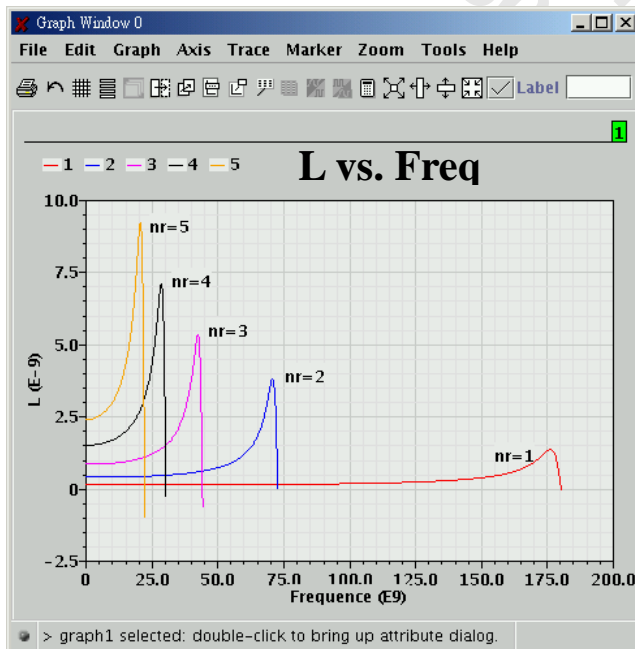 Graph Window 0
File Edit Graph Axis Trace Marker Zoom Tools Help
Label
1
1 2 3 4 5
L vs. Freq
10.0
7.5
5.0
2.5
0
-2.5
L (E-9)
nr=5
nr=4
nr=3
nr=2
nr=1
0 25.0 50.0 75.0 100.0 125.0 150.0 175.0 200.0
Frequence (E9)
> graph1 selected: double-click to bring up attribute dialog.